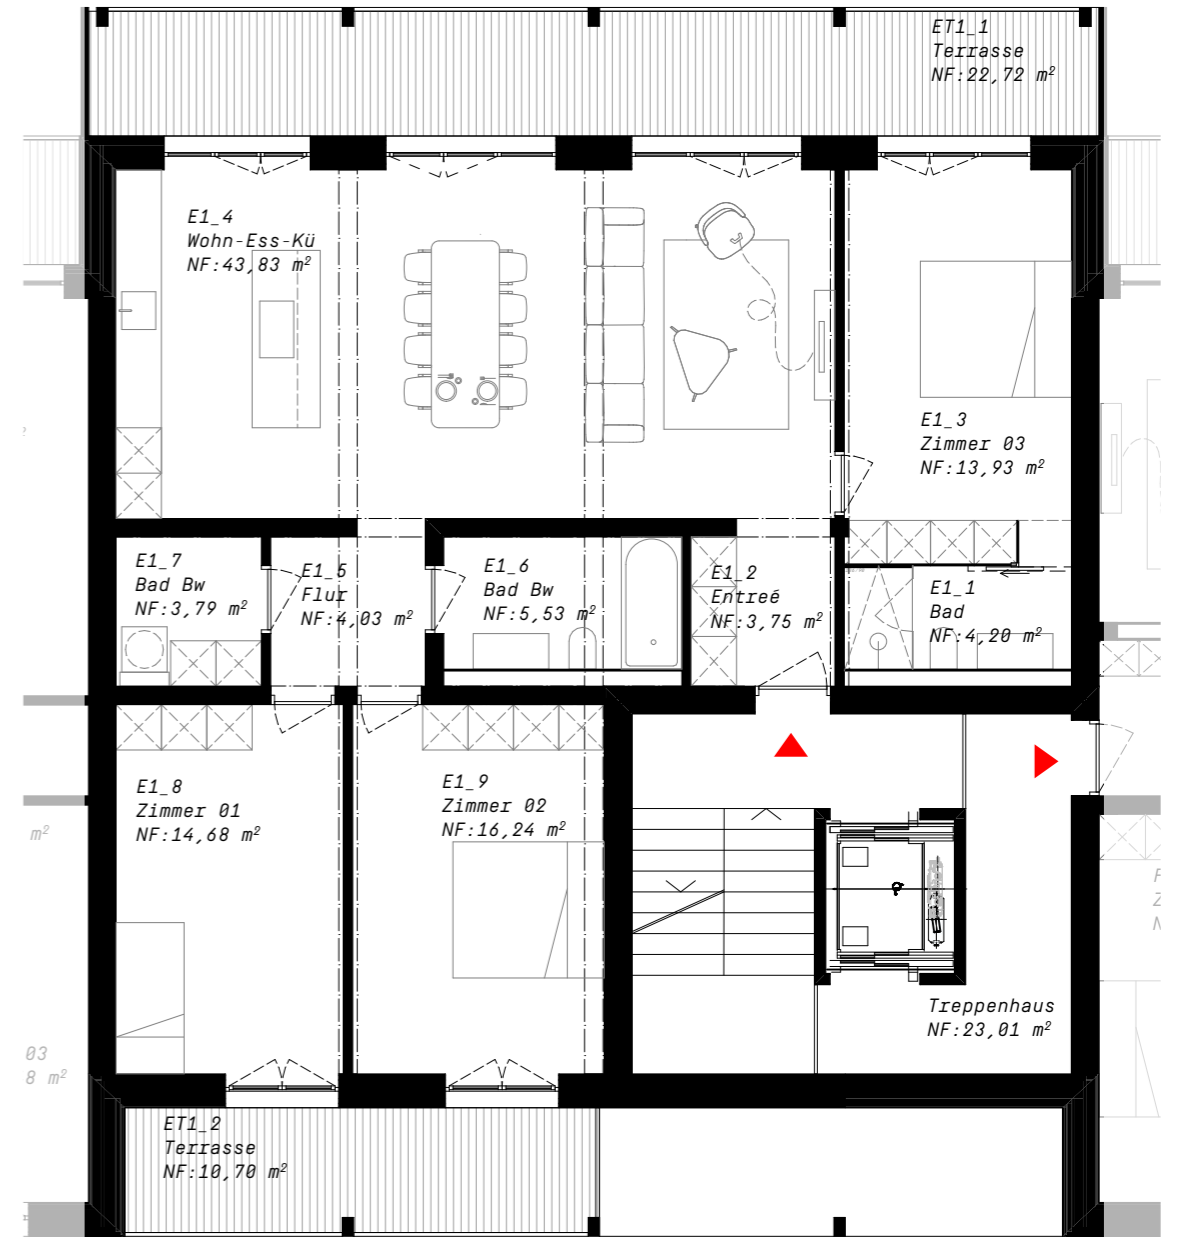 ET1_1
Terrasse
NF:22,72 m²
E1_4
Wohn-Ess-Kü
NF:43,83 m²
E1_3
Zimmer 03
NF:13,93 m²
E1_7
Bad Bw
NF:3,79 m²
E1_5
Flur
NF:4,03 m²
E1_6
Bad Bw
NF:5,53 m²
E1_2
Entreé
NF:3,75 m²
E1_1
Bad
NF:4,20 m²
E1_8
Zimmer 01
NF:14,68 m²
E1_9
Zimmer 02
NF:16,24 m²
m²
03
8 m²
Treppenhaus
NF:23,01 m²
ET1_2
Terrasse
NF:10,70 m²